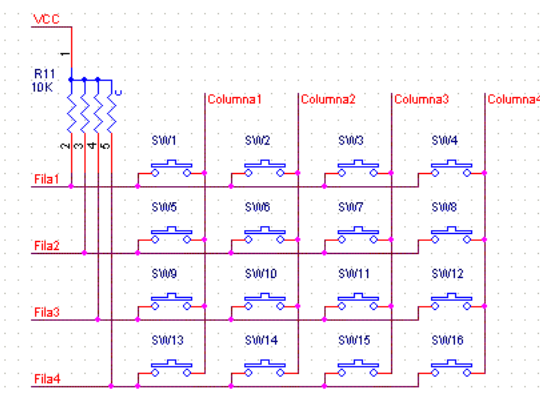 VCC
1
R11
10K
C
2 3 4 5
Columna1 Columna2 Columna3 Columna4
SW1 SW2 SW3 SW4
Fila1
SW5 SW6 SW7 SW8
Fila2
SW9 SW10 SW11 SW12
Fila3
SW13 SW14 SW15 SW16
Fila4